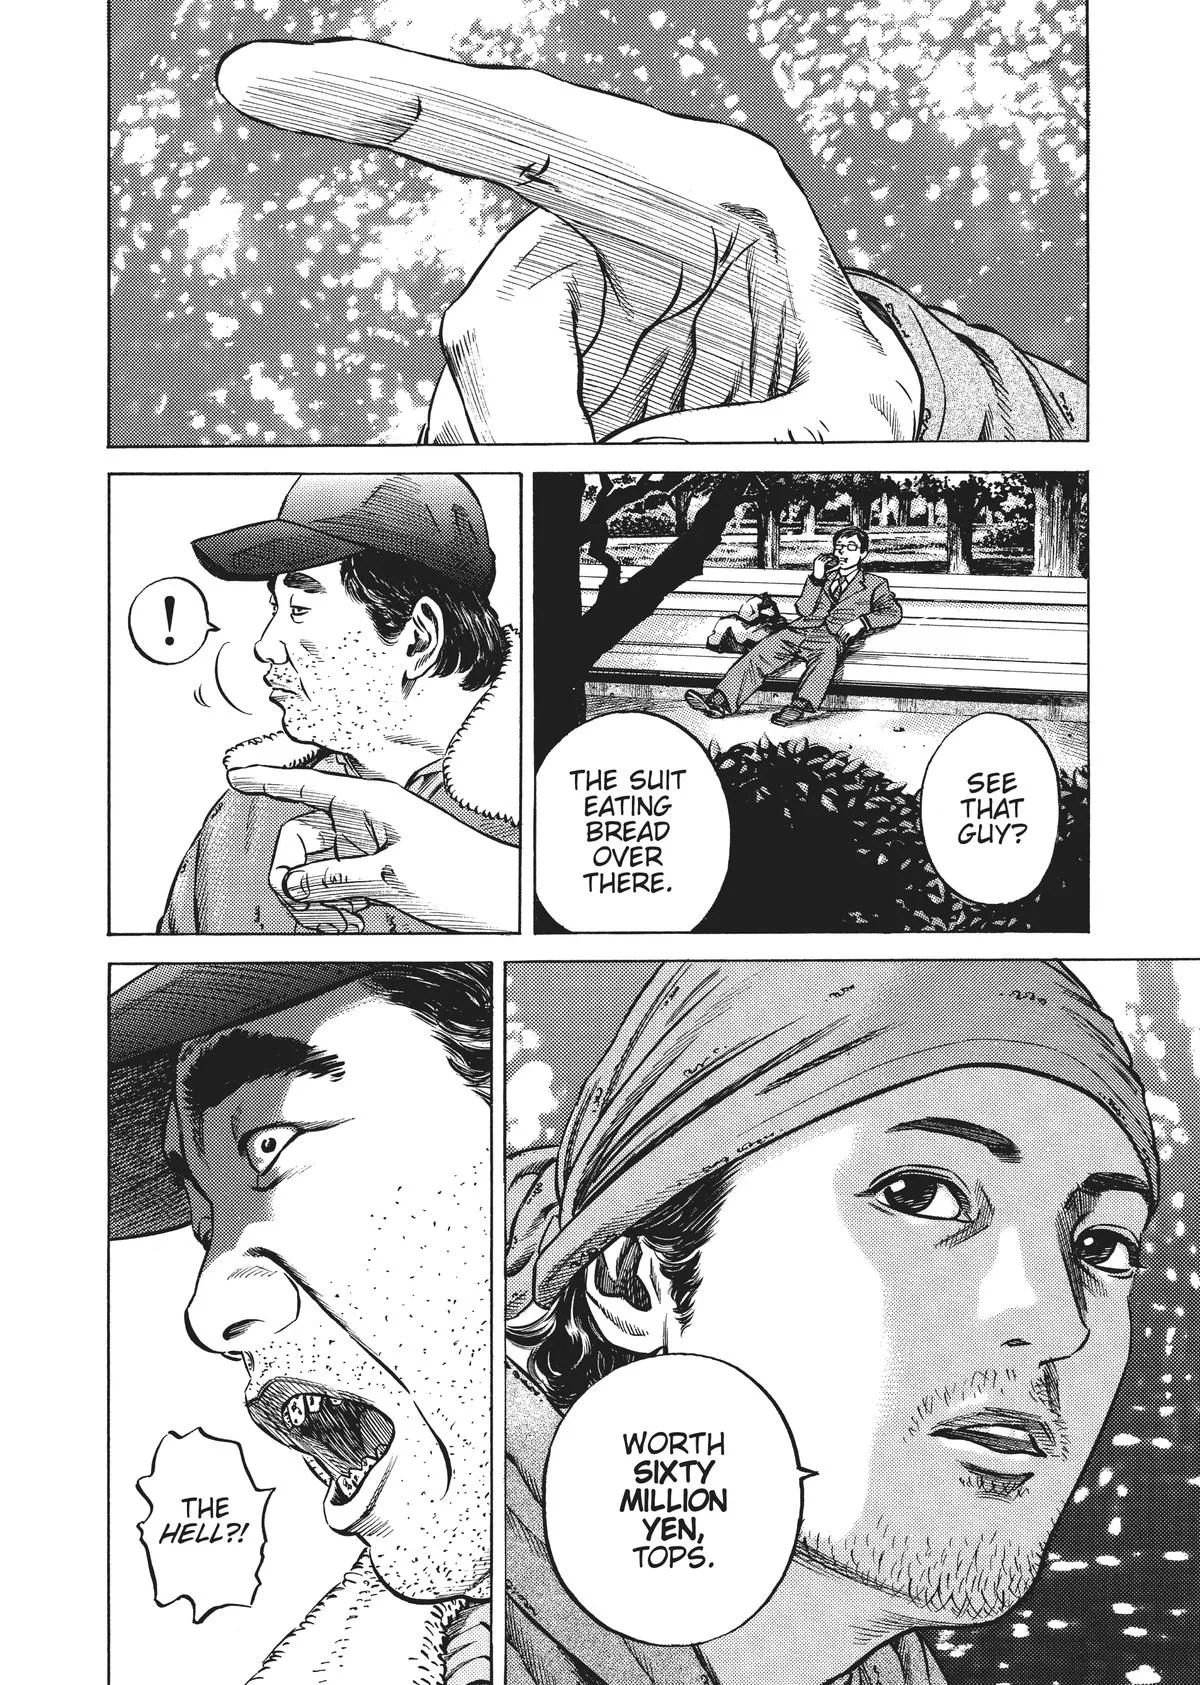 SEE
THAT
GUY?
THE SUIT
EATING
BREAD
OVER
THERE.
!
WORTH
SIXTY
MILLION
YEN,
TOPS.
THE
HELL?!